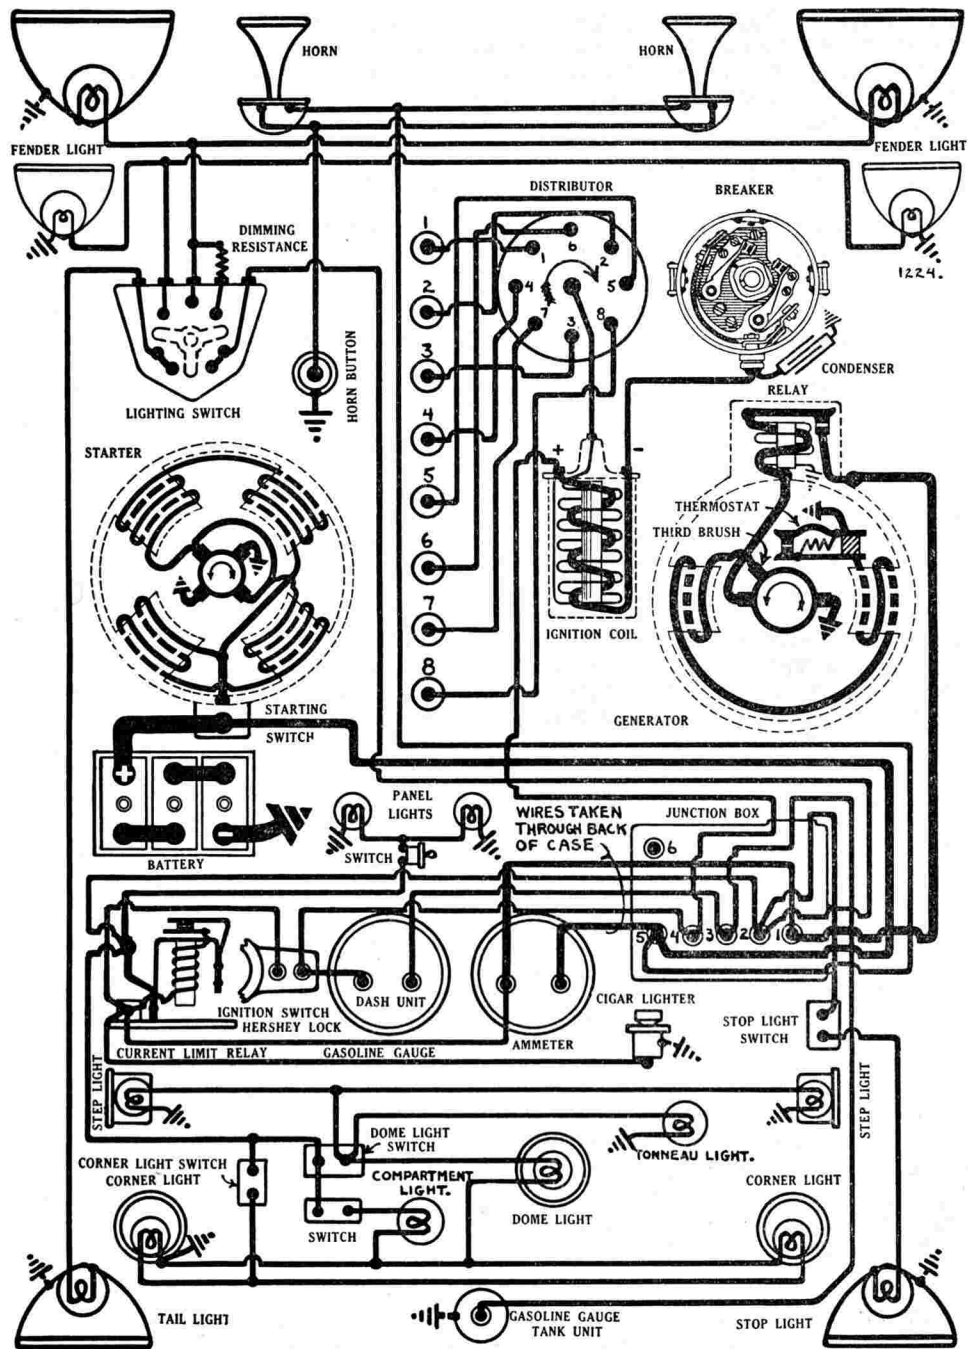 HORN
HORN
FENDER LIGHT
FENDER LIGHT
DISTRIBUTOR
BREAKER
DIMMING
RESISTANCE
1224.
1
2
3
4
5
6
7
8
6
1
2
4
5
7
3
8
CONDENSER
RELAY
LIGHTING SWITCH
HORN BUTTON
STARTER
+
-
THERMOSTAT
THIRD BRUSH
IGNITION COIL
GENERATOR
STARTING
SWITCH
+
BATTERY
PANEL
LIGHTS
SWITCH
WIRES TAKEN
THROUGH BACK
OF CASE
JUNCTION BOX
6
5
4
3
2
1
DASH UNIT
IGNITION SWITCH
HERSHEY LOCK
CURRENT LIMIT RELAY
GASOLINE GAUGE
AMMETER
CIGAR LIGHTER
STOP LIGHT
SWITCH
STEP LIGHT
STEP LIGHT
DOME LIGHT
SWITCH
TONNEAU LIGHT.
CORNER LIGHT SWITCH
CORNER LIGHT
COMPARTMENT
LIGHT.
CORNER LIGHT
SWITCH
DOME LIGHT
TAIL LIGHT
GASOLINE GAUGE
TANK UNIT
STOP LIGHT